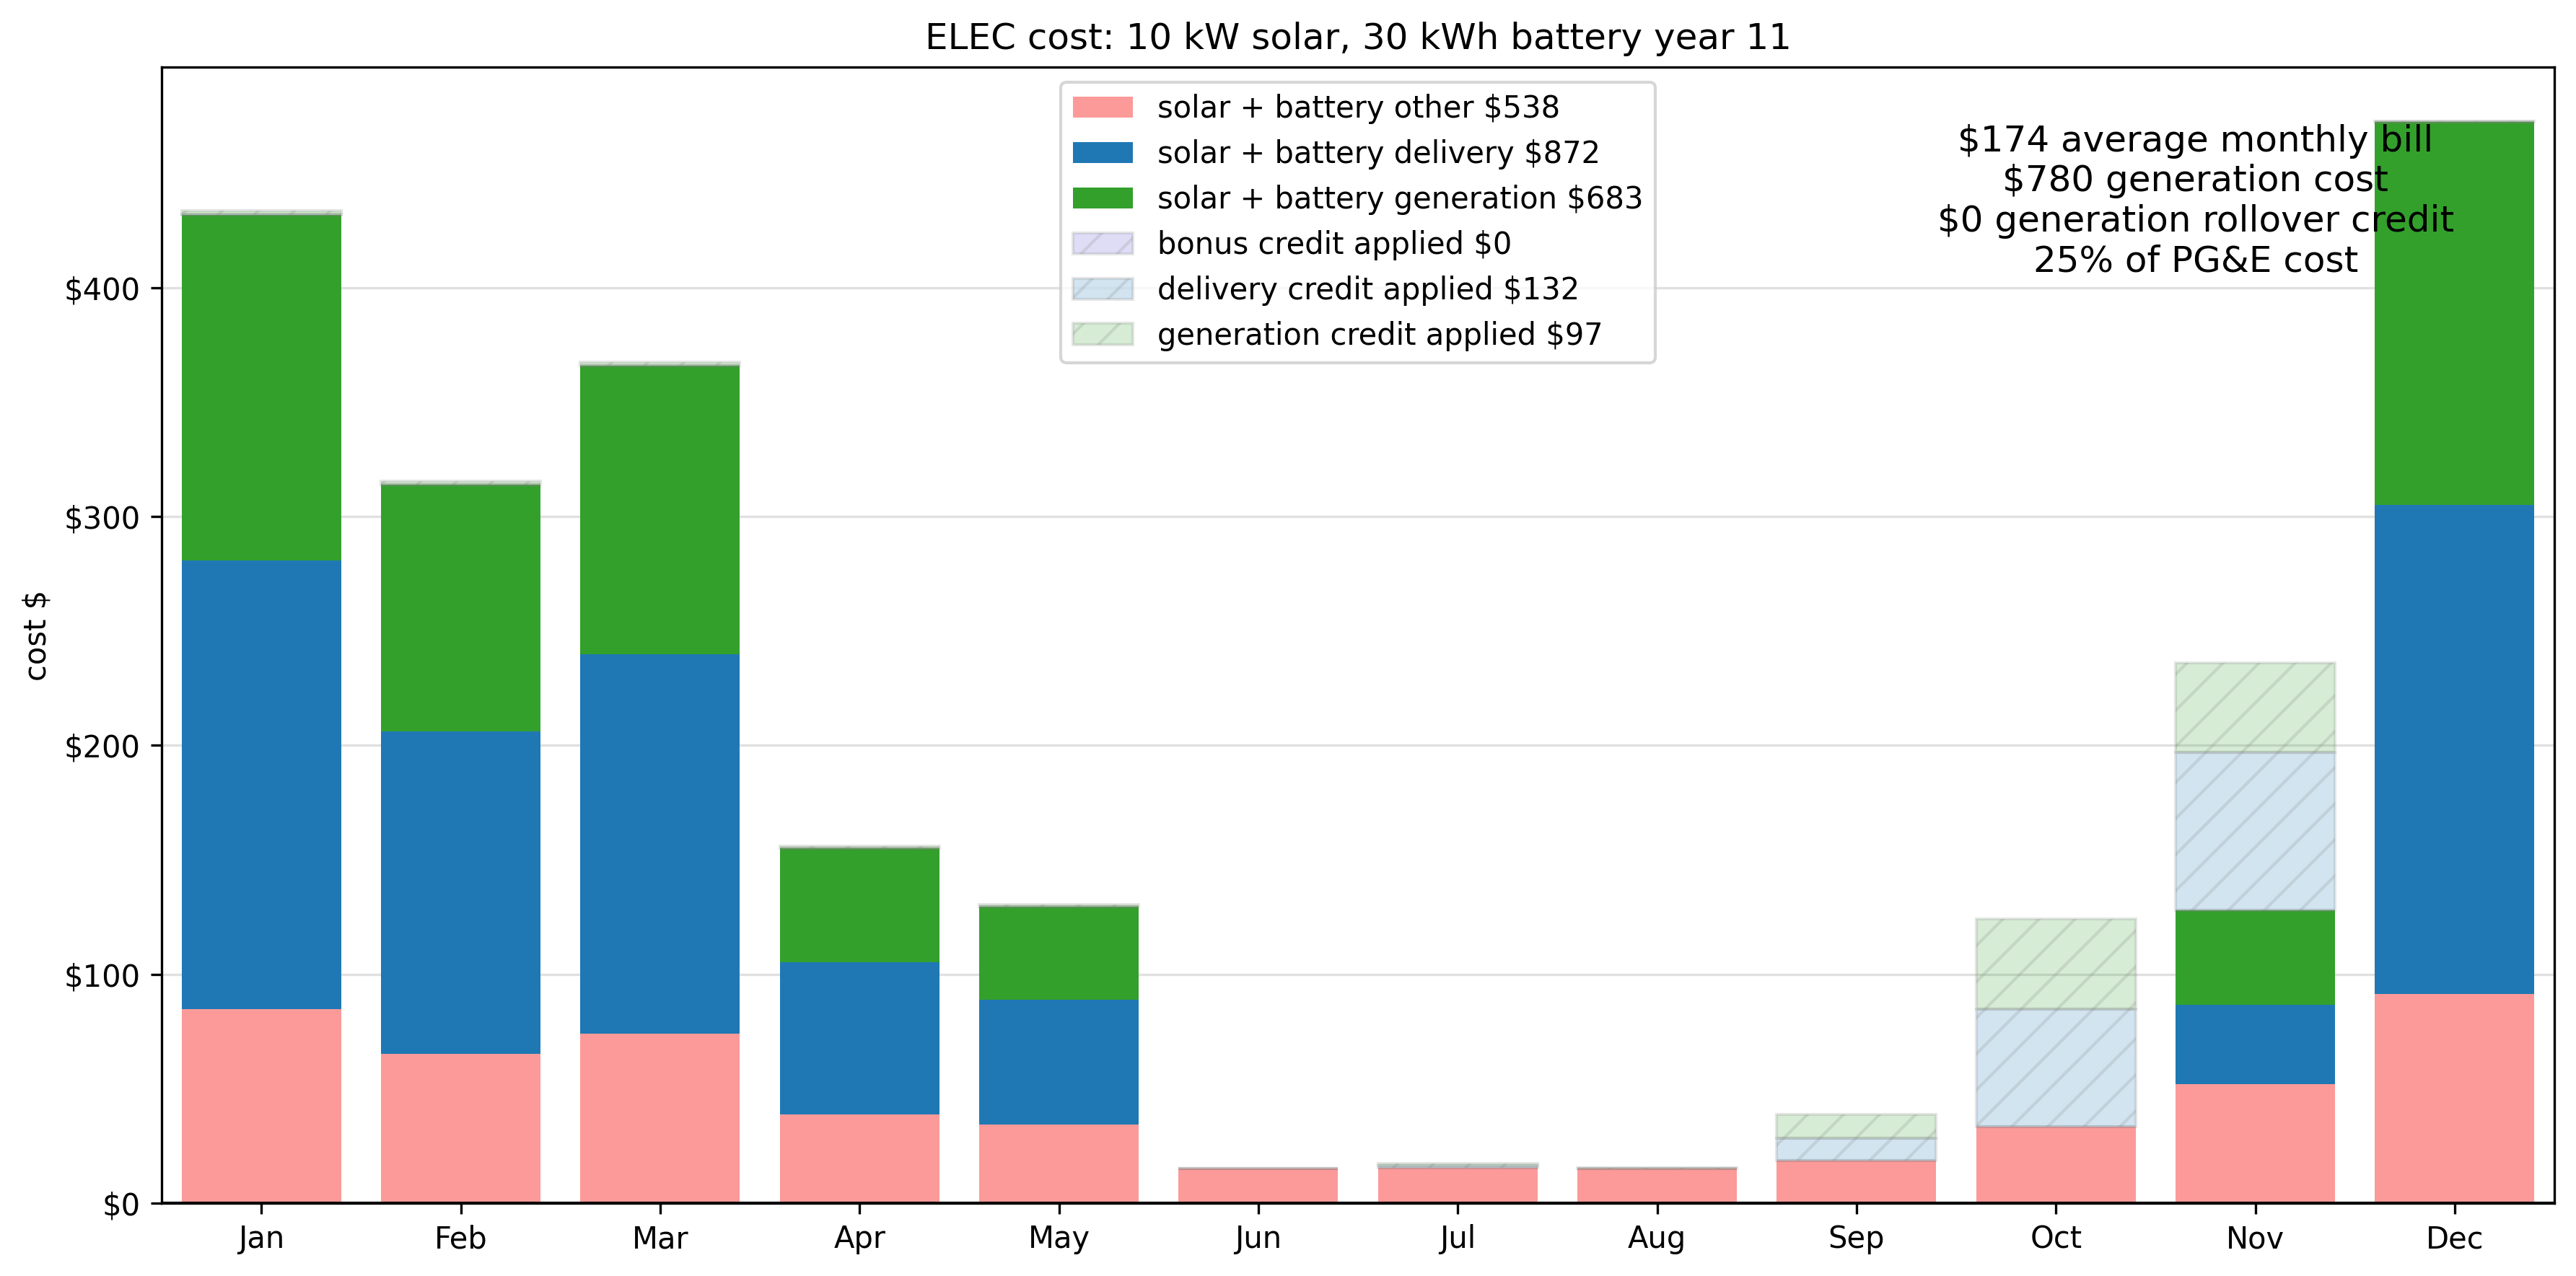 ELEC cost: 10 kW solar, 30 kWh battery year 11
solar + battery other $538
solar + battery delivery $872
solar + battery generation $683
bonus credit applied $0
delivery credit applied $132
generation credit applied $97
$174 average monthly bill
$780 generation cost
$0 generation rollover credit
25% of PG&E cost
cost $
$400
$300
$200
$100
$0
Jan Feb Mar Apr May Jun Jul Aug Sep Oct Nov Dec